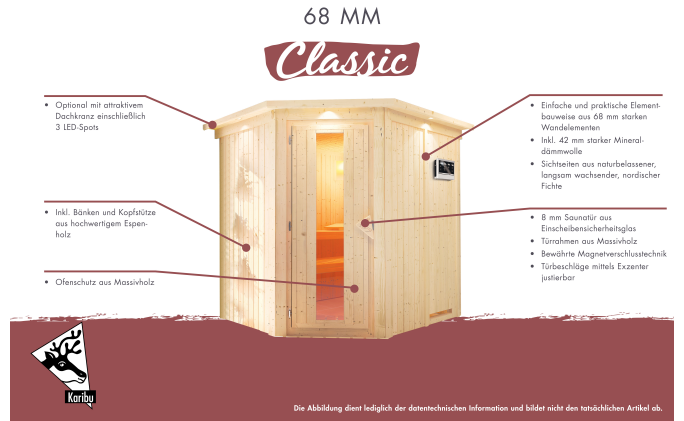 68 MM
Classic
• Optional mit attraktivem
Dachkranz einschließlich
3 LED-Spots
• Inkl. Bänken und Kopfstütze
aus hochwertigem Espen-
holz
• Ofenschutz aus Massivholz
• Einfache und praktische Element-
bauweise aus 68 mm starken
Wandelementen
• Inkl. 42 mm starker Mineral-
dämmwolle
• Sichtseiten aus naturbelassener,
langsam wachsender, nordischer
Fichte
• 8 mm Saunatür aus
Einscheibensicherheitsglas
• Türrahmen aus Massivholz
• Bewährte Magnetverschlusstechnik
• Türbeschläge mittels Exzenter
justierbar
Karibu
Die Abbildung dient lediglich der datentechnischen Information und bildet nicht den tatsächlichen Artikel ab.